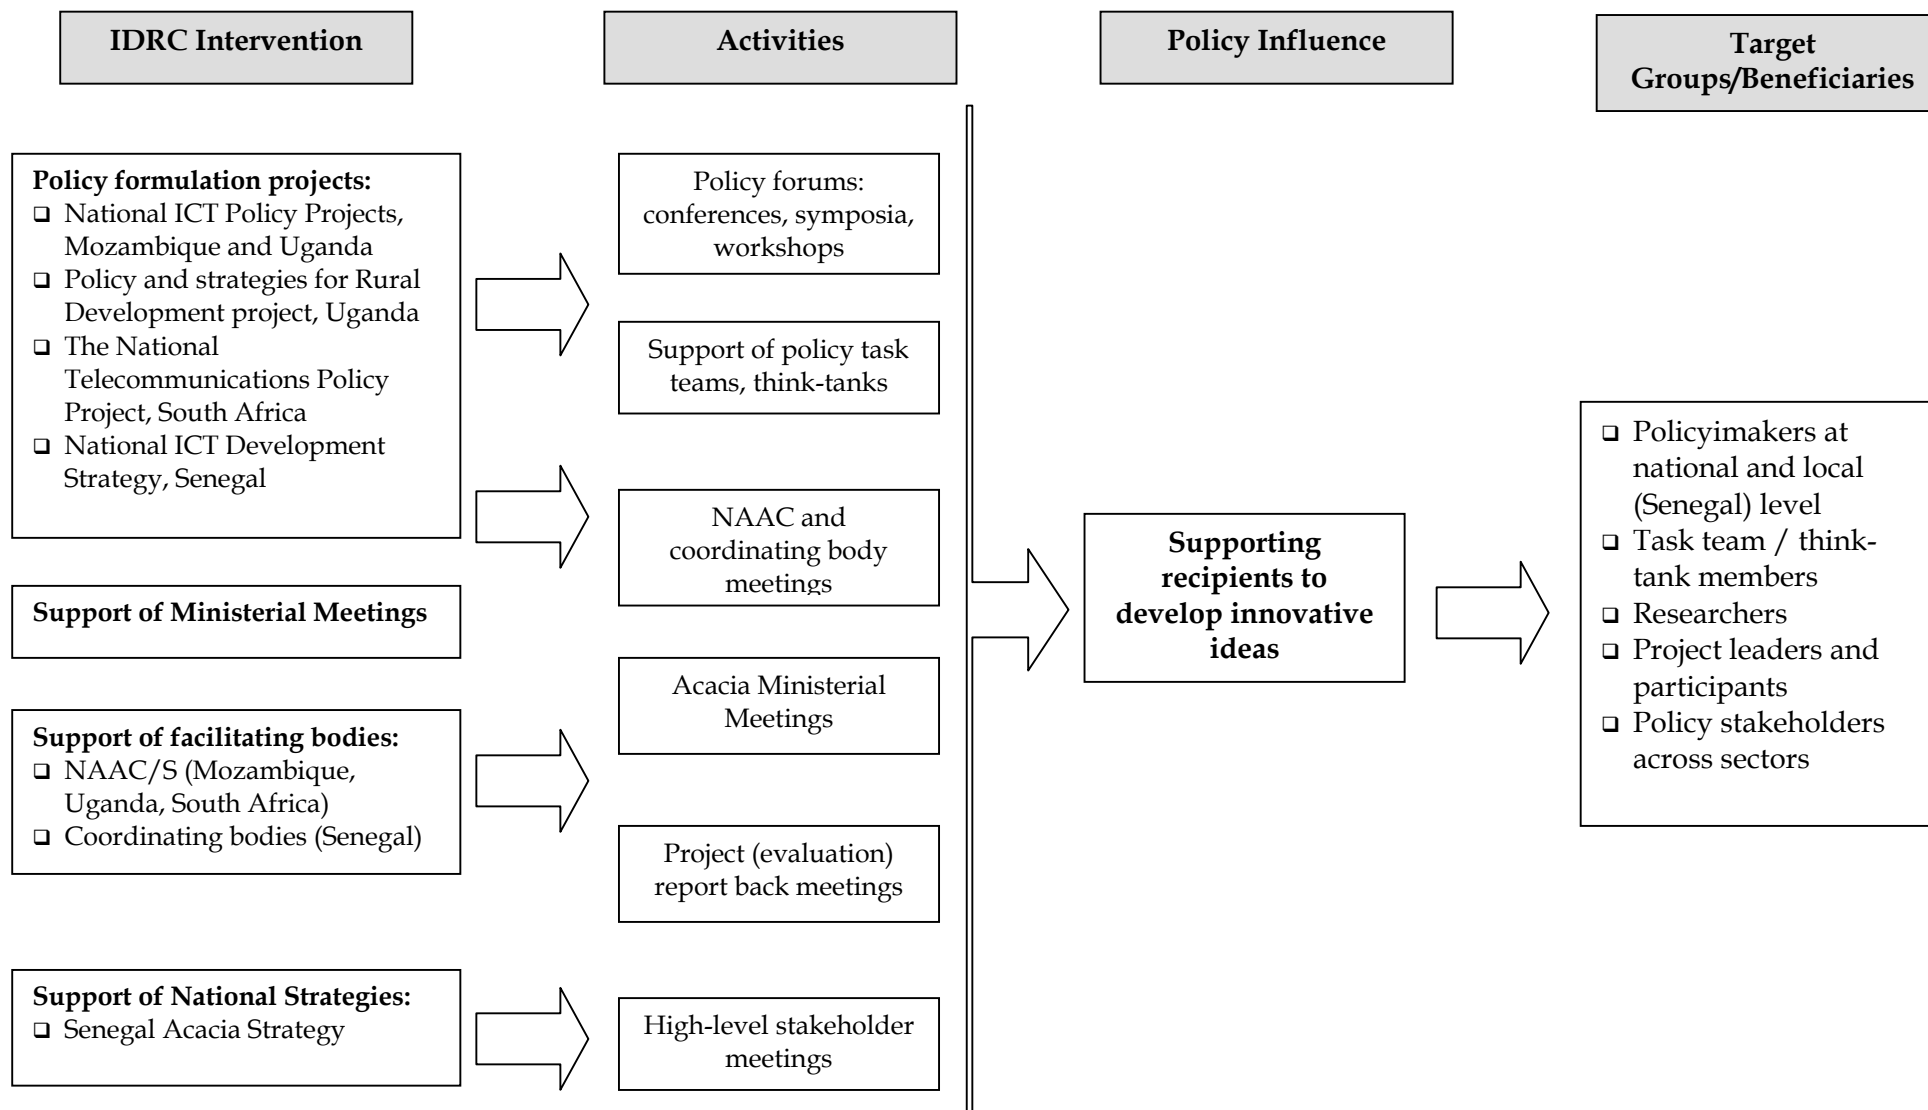 IDRC Intervention
Activities
Policy Influence
Target
Groups/Beneficiaries
Policy formulation projects:
❑ National ICT Policy Projects,
Mozambique and Uganda
❑ Policy and strategies for Rural
Development project, Uganda
❑ The National
Telecommunications Policy
Project, South Africa
❑ National ICT Development
Strategy, Senegal
Support of Ministerial Meetings
Support of facilitating bodies:
❑ NAAC/S (Mozambique,
Uganda, South Africa)
❑ Coordinating bodies (Senegal)
Support of National Strategies:
❑ Senegal Acacia Strategy
Policy forums:
conferences, symposia,
workshops
Support of policy task
teams, think-tanks
NAAC and
coordinating body
meetings
Acacia Ministerial
Meetings
Project (evaluation)
report back meetings
High-level stakeholder
meetings
Supporting
recipients to
develop innovative
ideas
❑ Policyimakers at
national and local
(Senegal) level
❑ Task team / think-
tank members
❑ Researchers
❑ Project leaders and
participants
❑ Policy stakeholders
across sectors